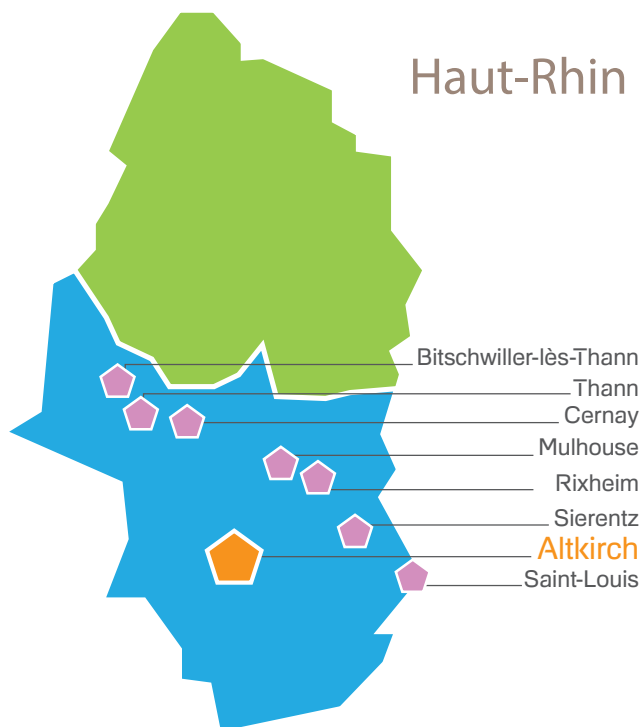 Haut-Rhin
Bitschwiller-lès-Thann
Thann
Cernay
Mulhouse
Rixheim
Sierentz
Altkirch
Saint-Louis